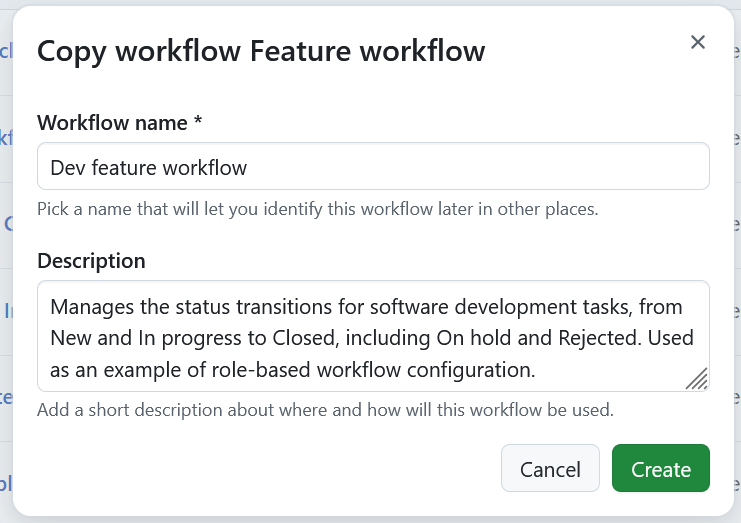 Copy workflow Feature workflow
Workflow name *
Dev feature workflow
Pick a name that will let you identify this workflow later in other places.
Description
Manages the status transitions for software development tasks, from
New and In progress to Closed, including On hold and Rejected. Used
as an example of role-based workflow configuration.
Add a short description about where and how will this workflow be used.
Cancel
Create